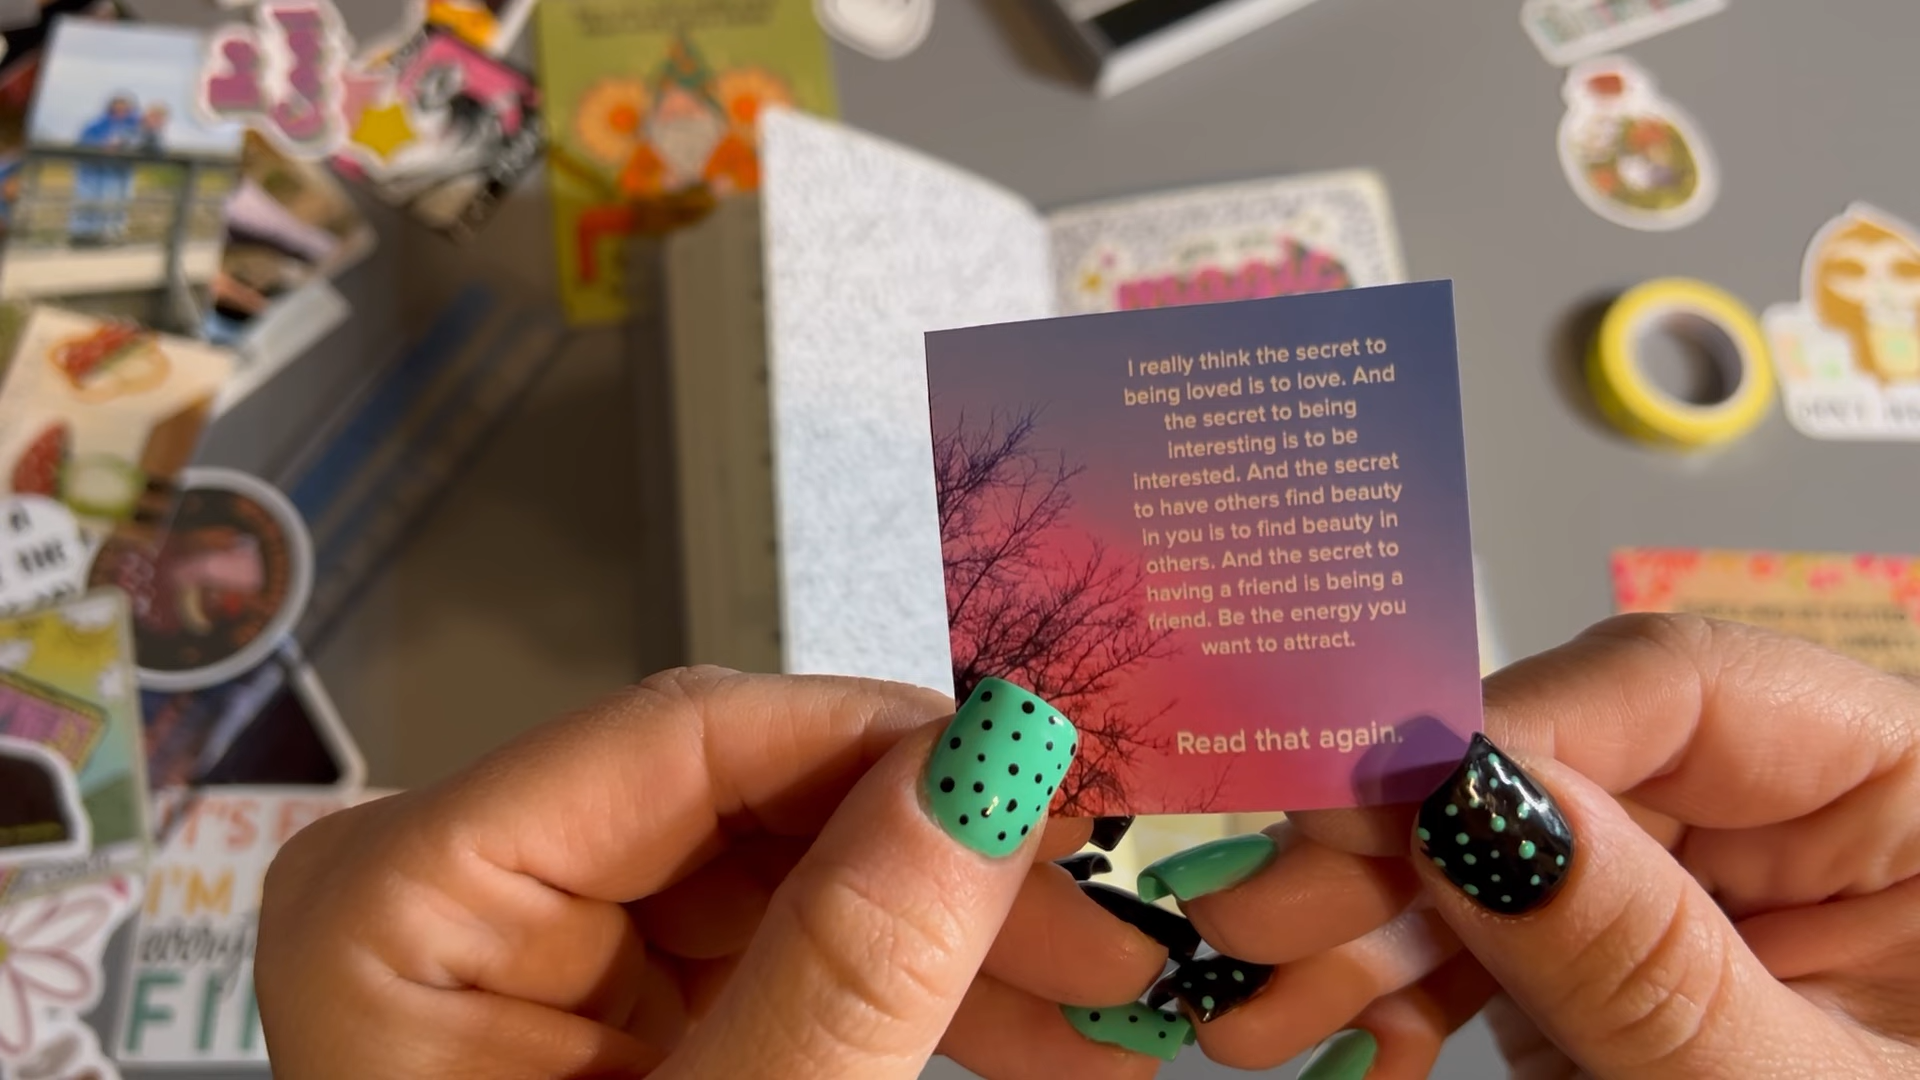 magic
I really think the secret to
being loved is to love. And
the secret to being
interesting is to be
interested. And the secret
to have others find beauty
in you is to find beauty in
others. And the secret to
having a friend is being a
friend. Be the energy you
want to attract.
Read that again.
IT'S
I'M